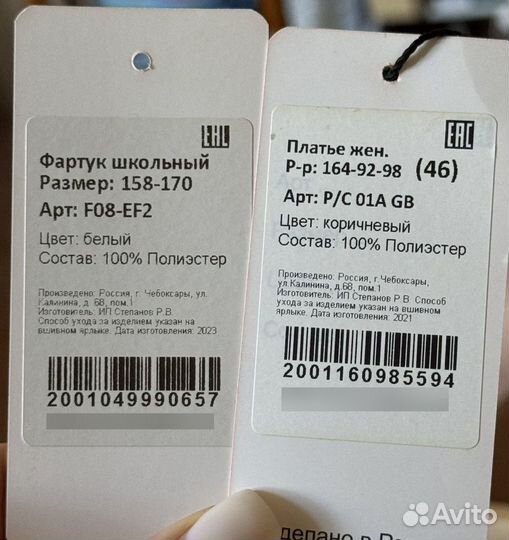 EAC
Фартук школьный
Размер: 158-170
Арт: F08-EF2
Цвет: белый
Состав: 100% Полиэстер
Произведено: Россия, г. Чебоксары, ул.
Калинина, д.68, пом.1
Изготовитель: ИП Степанов Р.В.
Способ ухода за изделием указан на
вшивном ярлыке. Дата изготовления: 2023
2001049990657
EAC
Платье жен.
Р-р: 164-92-98 (46)
Арт: P/C 01A GB
Цвет: коричневый
Состав: 100% Полиэстер
Произведено: Россия, г.Чебоксары,
ул.Калинина, д.68, пом.1
Изготовитель: ИП Степанов Р.В. Способ
ухода за изделием указан на вшивном
ярлыке. Дата изготовления: 2021
2001160985594
Avito